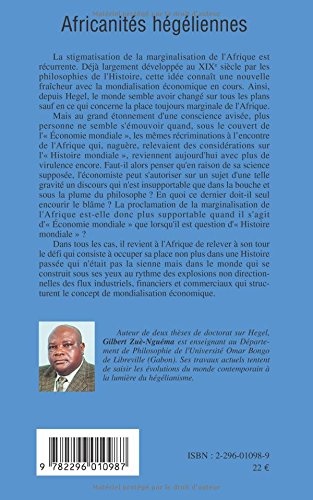 Africanités hégéliennes
La stigmatisation de la marginalisation de l'Afrique est
récurrente. Déjà largement développée au XIXe siècle par les
philosophies de l'Histoire, cette idée connaît une nouvelle
fraîcheur avec la mondialisation économique en cours. Ainsi,
depuis Hegel, le monde semble avoir changé sur tous les plans
sauf en ce qui concerne la place toujours marginale de l'Afrique.
Mais au grand étonnement d'une conscience avisée, plus
personne ne semble s'émouvoir quand, sous le couvert de
l'« Économie mondiale », les mêmes récriminations à l'encontre
de l'Afrique qui, naguère, relevaient des considérations sur
l'« Histoire mondiale », reviennent aujourd'hui avec plus de
virulence encore. Faut-il alors penser qu'en raison de sa science
supposée, l'économiste peut s'autoriser sur un sujet d'une telle
gravité un discours qui n'est insupportable que dans la bouche et
sous la plume du philosophe ? En quoi ce dernier doit-il seul
encourir le blâme ? La proclamation de la marginalisation de
l'Afrique est-elle donc plus supportable quand il s'agit
d'« Économie mondiale » que lorsqu'il est question d'« Histoire
mondiale » ?
Dans tous les cas, il revient à l'Afrique de relever à son tour
le défi qui consiste à occuper sa place non plus dans une Histoire
passée qui n'était pas la sienne mais dans le monde qui se
construit sous ses yeux au rythme des explosions non direction-
nelles des flux industriels, financiers et commerciaux qui struc-
turent le concept de mondialisation économique.
Auteur de deux thèses de doctorat sur Hegel,
Gilbert Zuè-Nguéma est enseignant au Départe-
ment de Philosophie de l'Université Omar Bongo
de Libreville (Gabon). Ses travaux actuels tentent
de saisir les évolutions du monde contemporain à
la lumière du hégélianisme.
9 782296 010987
ISBN : 2-296-01098-9
22 €
Matériel protégé par le droit d'auteur